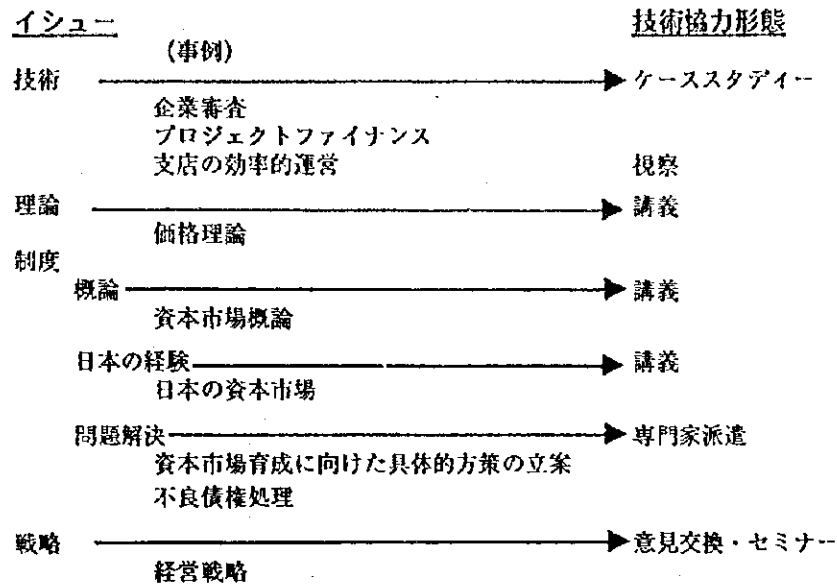 イシュー 技術協力形態
(事例)
技術 ケーススタディー
企業審査
プロジェクトファイナンス
支店の効率的運営 視察
理論 講義
価格理論
制度
概論 講義
資本市場概論
日本の経験 講義
日本の資本市場
問題解決 専門家派遣
資本市場育成に向けた具体的方策の立案
不良債権処理
戦略 意見交換・セミナー
経営戦略